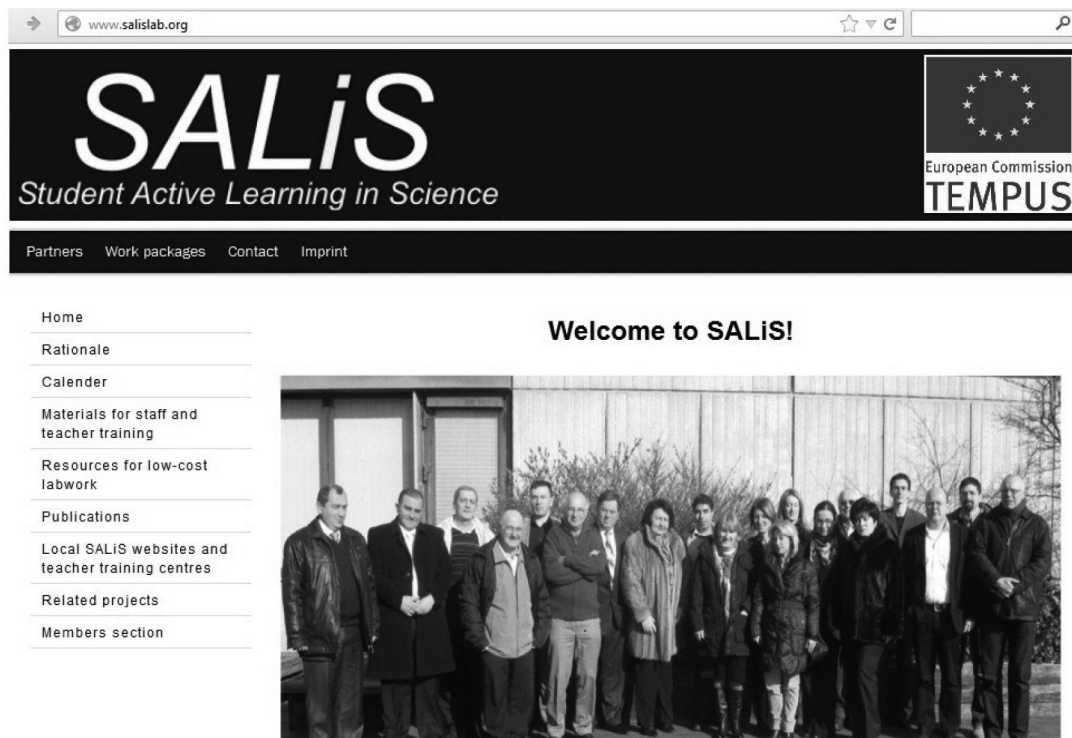 www.salislab.org
SALiS
Student Active Learning in Science
European Commission
TEMPUS
Partners Work packages Contact Imprint
Home
Rationale
Calender
Materials for staff and
teacher training
Resources for low-cost
labwork
Publications
Local SALiS websites and
teacher training centres
Related projects
Members section
Welcome to SALiS!